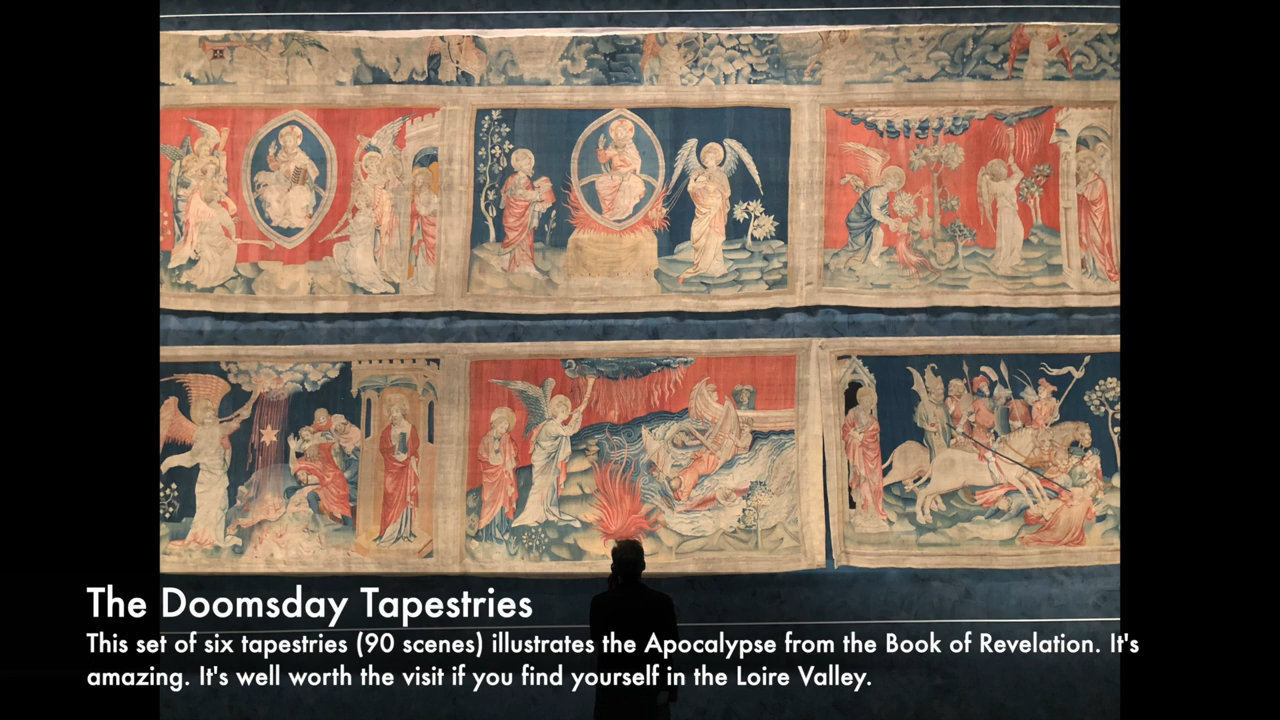 The Doomsday Tapestries
This set of six tapestries (90 scenes) illustrates the Apocalypse from the Book of Revelation. It's
amazing. It's well worth the visit if you find yourself in the Loire Valley.